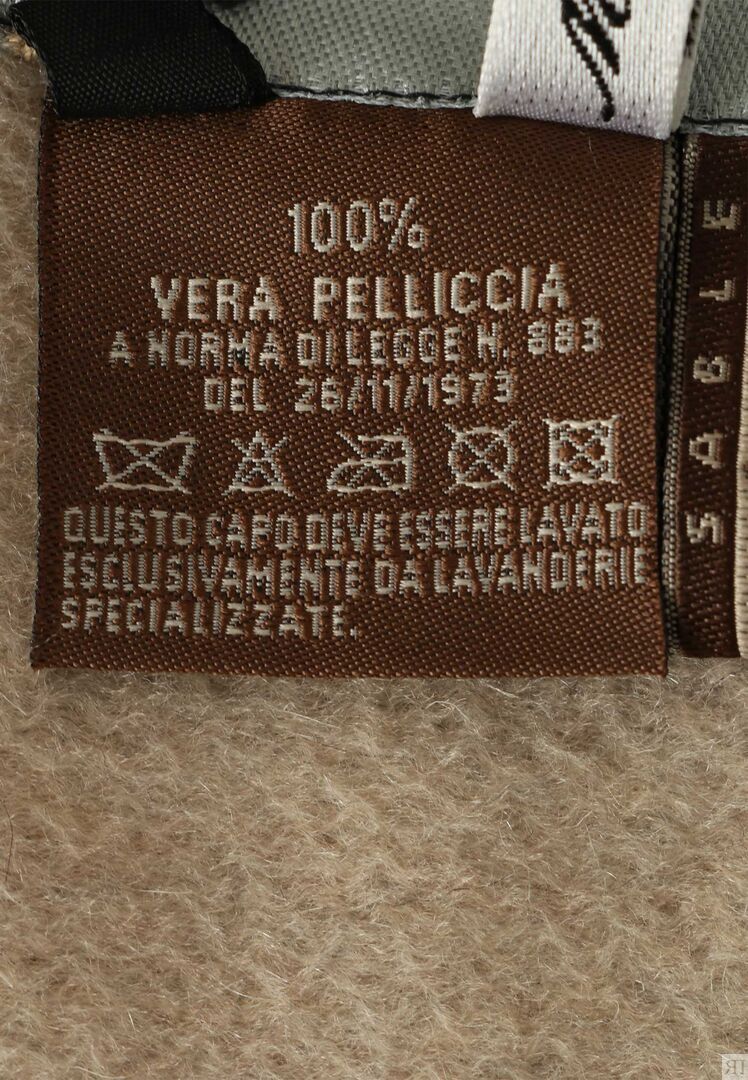 100%
VERA PELLICCIA
A NORMA DI LEGGE N. 883
DEL 26/11/1973
QUESTO CAPO DEVE ESSERE LAVATO
ESCLUSIVAMENTE DA LAVANDERIE
SPECIALIZZATE.